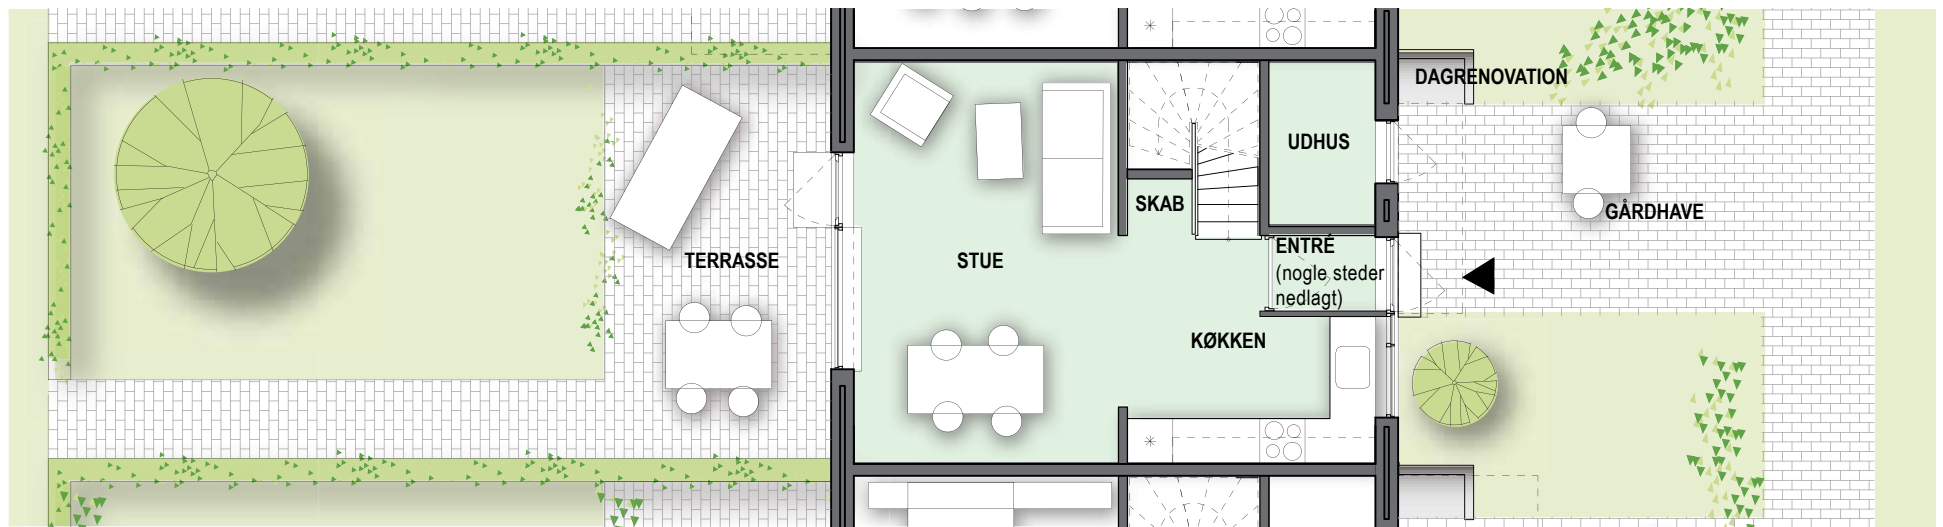 DAGRENOVATION
UDHUS
SKAB
GÅRDHAVE
ENTRÉ
(nogle steder
nedlagt)
TERRASSE
STUE
KØKKEN